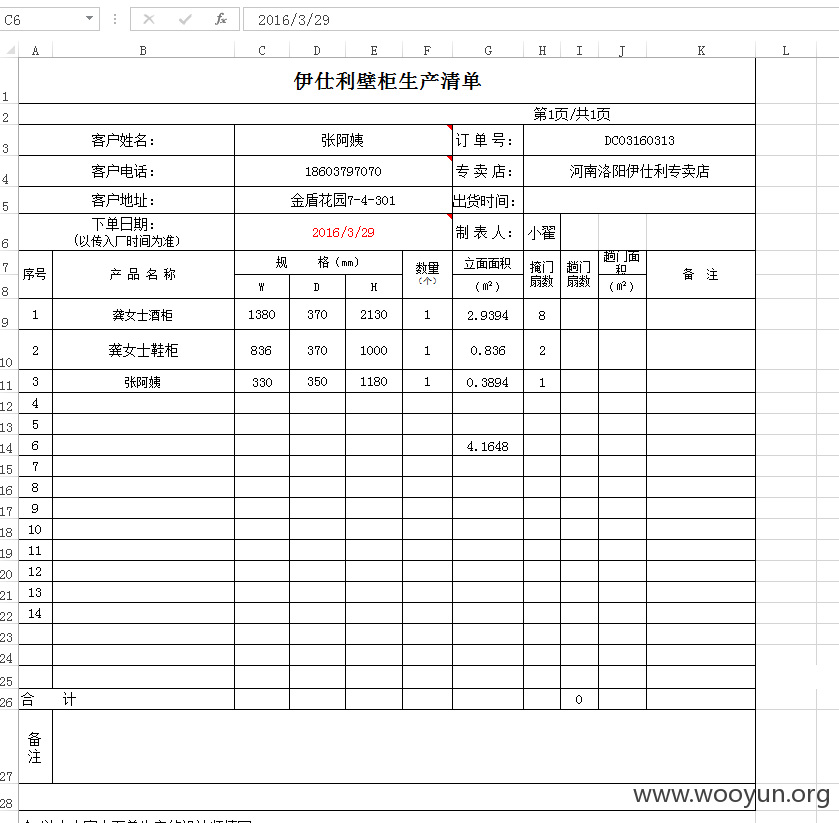 C6 fx 2016/3/29
A B C D E F G H I J K L
1 伊仕利壁柜生产清单
2 第1页/共1页
3 客户姓名: 张阿姨 订 单 号: DC03160313
4 客户电话: 18603797070 专 卖 店: 河南洛阳伊仕利专卖店
5 客户地址: 金盾花园7-4-301 出货时间:
6 下单日期: (以传入厂时间为准) 2016/3/29 制 表 人: 小翟
7 序号 产 品 名 称 规 格(mm) 数量(个) 立面面积 掩门扇数 趟门扇数 趟门面积 备 注
8 W D H (㎡) (㎡)
9 1 龚女士酒柜 1380 370 2130 1 2.9394 8
10 2 龚女士鞋柜 836 370 1000 1 0.836 2
11 3 张阿姨 330 350 1180 1 0.3894 1
12 4
13 5
14 6 4.1648
15 7
16 8
17 9
18 10
19 11
20 12
21 13
22 14
23
24
25
26 合 计 0
27 备注
28
www.wooyun.org